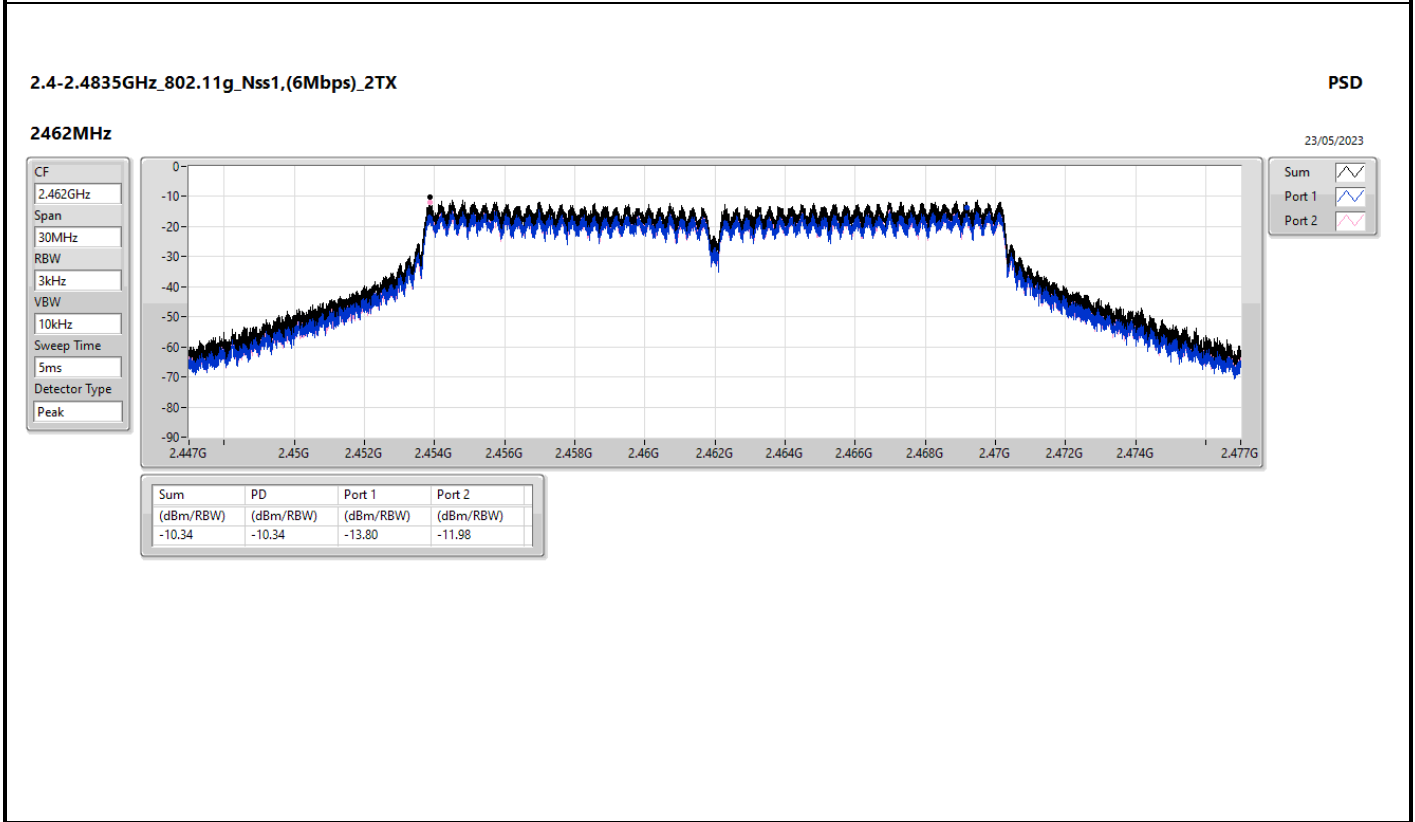 2.4-2.4835GHz_802.11g_Nss1,(6Mbps)_2TX
PSD
2462MHz
23/05/2023
CF
2.462GHz
Span
30MHz
RBW
3kHz
VBW
10kHz
Sweep Time
5ms
Detector Type
Peak
0-
-10-
-20-
-30-
-40-
-50-
-60-
-70-
-80-
-90-
2.447G 2.45G 2.452G 2.454G 2.456G 2.458G 2.46G 2.462G 2.464G 2.466G 2.468G 2.47G 2.472G 2.474G 2.477G
Sum
Port 1
Port 2
Sum PD Port 1 Port 2
(dBm/RBW) (dBm/RBW) (dBm/RBW) (dBm/RBW)
-10.34 -10.34 -13.80 -11.98